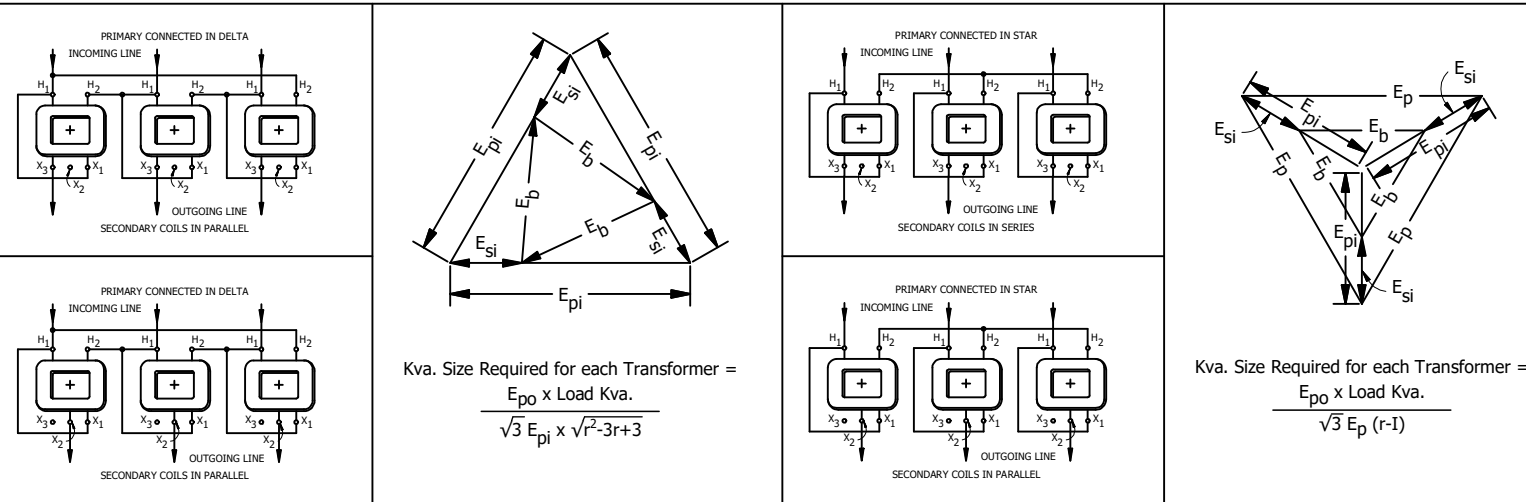 PRIMARY CONNECTED IN DELTA
INCOMING LINE
H1 H2 H1 H2 H1 H2
X3 X1 X3 X1 X3 X1
X2 X2 X2
OUTGOING LINE
SECONDARY COILS IN PARALLEL
PRIMARY CONNECTED IN DELTA
INCOMING LINE
H1 H2 H1 H2 H1 H2
X3 X1 X3 X1 X3 X1
X2 X2 X2
OUTGOING LINE
SECONDARY COILS IN PARALLEL
Esi
Epi Epi
Eb
Eb
Eb
Esi Esi
Epi
Kva. Size Required for each Transformer =
Epo x Load Kva.
√3 Epi x √r²-3r+3
PRIMARY CONNECTED IN STAR
INCOMING LINE
H1 H2 H1 H2 H1 H2
X3 X1 X3 X1 X3 X1
X2 X2 X2
OUTGOING LINE
SECONDARY COILS IN SERIES
PRIMARY CONNECTED IN STAR
INCOMING LINE
H1 H2 H1 H2 H1 H2
X3 X1 X3 X1 X3 X1
X2 X2 X2
OUTGOING LINE
SECONDARY COILS IN PARALLEL
Esi
Ep
Epi
Esi Eb
Epi
Ep Eb Eb
Epi Ep
Esi
Kva. Size Required for each Transformer =
Epo x Load Kva.
√3 Ep (r-I)